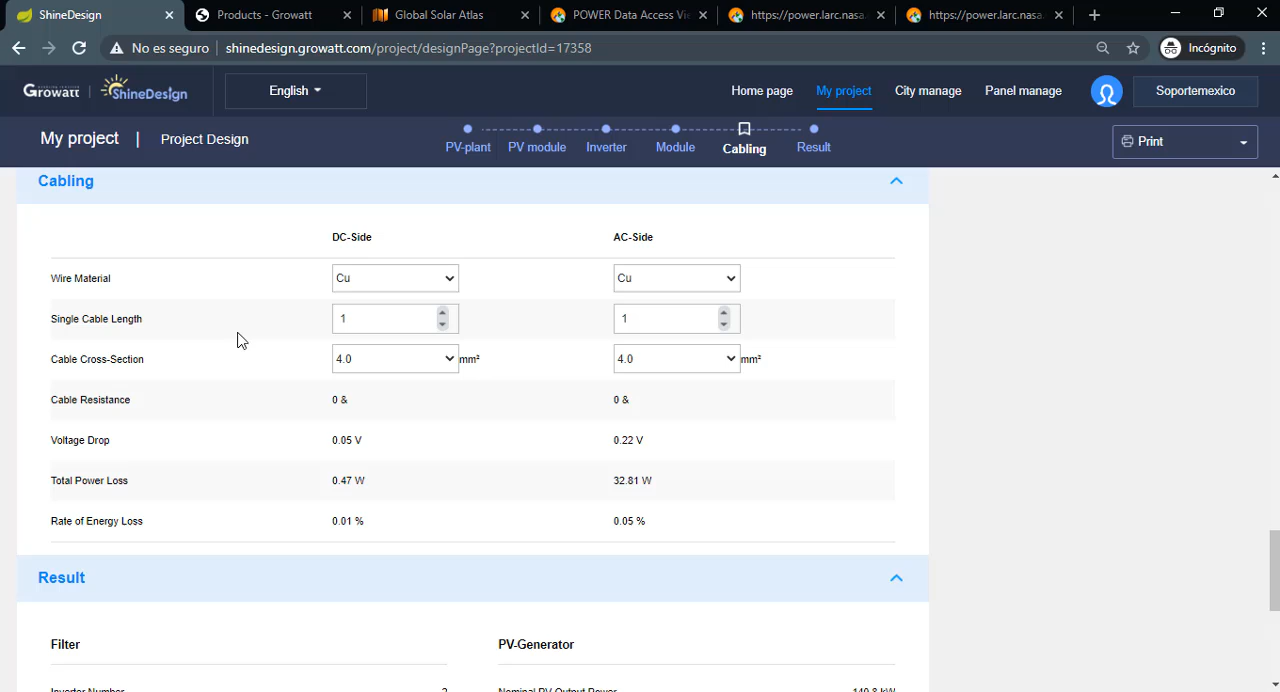 ShineDesign
Products - Growatt
Global Solar Atlas
POWER Data Access Vi
https://power.larc.nasa.
https://power.larc.nasa.
No es seguro
shinedesign.growatt.com/project/designPage?projectId=17358
Incógnito
Growatt
ShineDesign
English
Home page
My project
City manage
Panel manage
Soportemexico
My project | Project Design
PV-plant
PV module
Inverter
Module
Cabling
Result
Print
Cabling
DC-Side
AC-Side
Wire Material
Cu
Cu
Single Cable Length
1
1
Cable Cross-Section
4.0 mm²
4.0 mm²
Cable Resistance
0 &
0 &
Voltage Drop
0.05 V
0.22 V
Total Power Loss
0.47 W
32.81 W
Rate of Energy Loss
0.01 %
0.05 %
Result
Filter
PV-Generator
Inverter Number
2
Nominal PV Output Power
140.8 kW